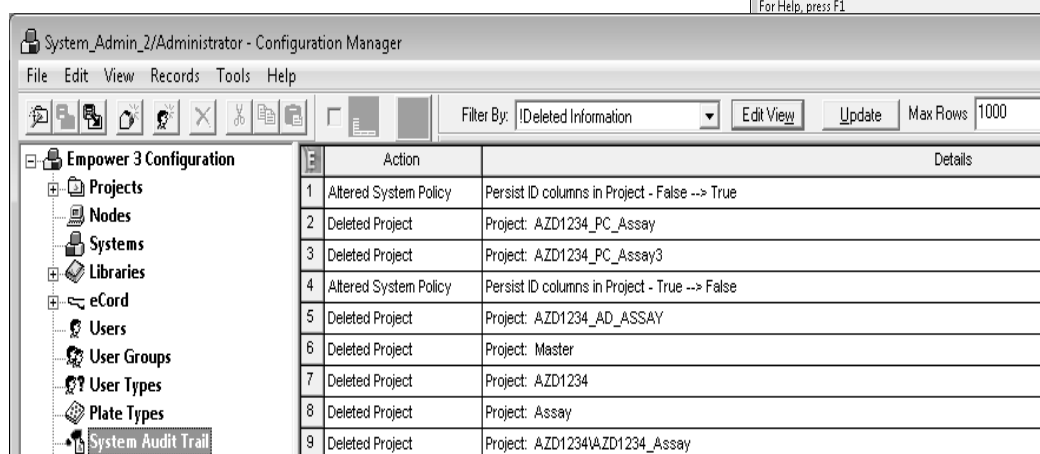 For Help, press F1
System_Admin_2/Administrator - Configuration Manager
File Edit View Records Tools Help
Filter By: !Deleted Information Edit View Update Max Rows 1000
Empower 3 Configuration
Projects
Nodes
Systems
Libraries
eCord
Users
User Groups
User Types
Plate Types
System Audit Trail
Action Details
1 Altered System Policy Persist ID columns in Project - False --> True
2 Deleted Project Project: AZD1234_PC_Assay
3 Deleted Project Project: AZD1234_PC_Assay3
4 Altered System Policy Persist ID columns in Project - True --> False
5 Deleted Project Project: AZD1234_AD_ASSAY
6 Deleted Project Project: Master
7 Deleted Project Project: AZD1234
8 Deleted Project Project: Assay
9 Deleted Project Project: AZD1234\AZD1234_Assay